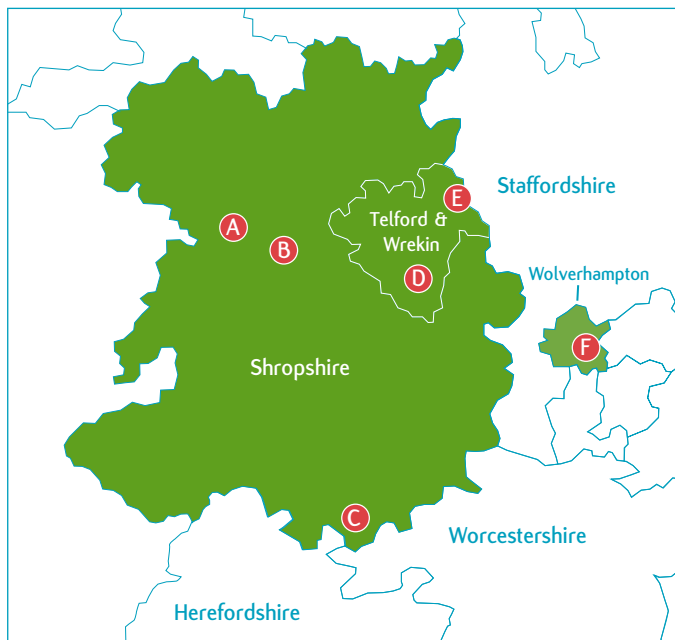 Staffordshire
E
Telford &
Wrekin
A
B
D
Wolverhampton
F
Shropshire
C
Worcestershire
Herefordshire